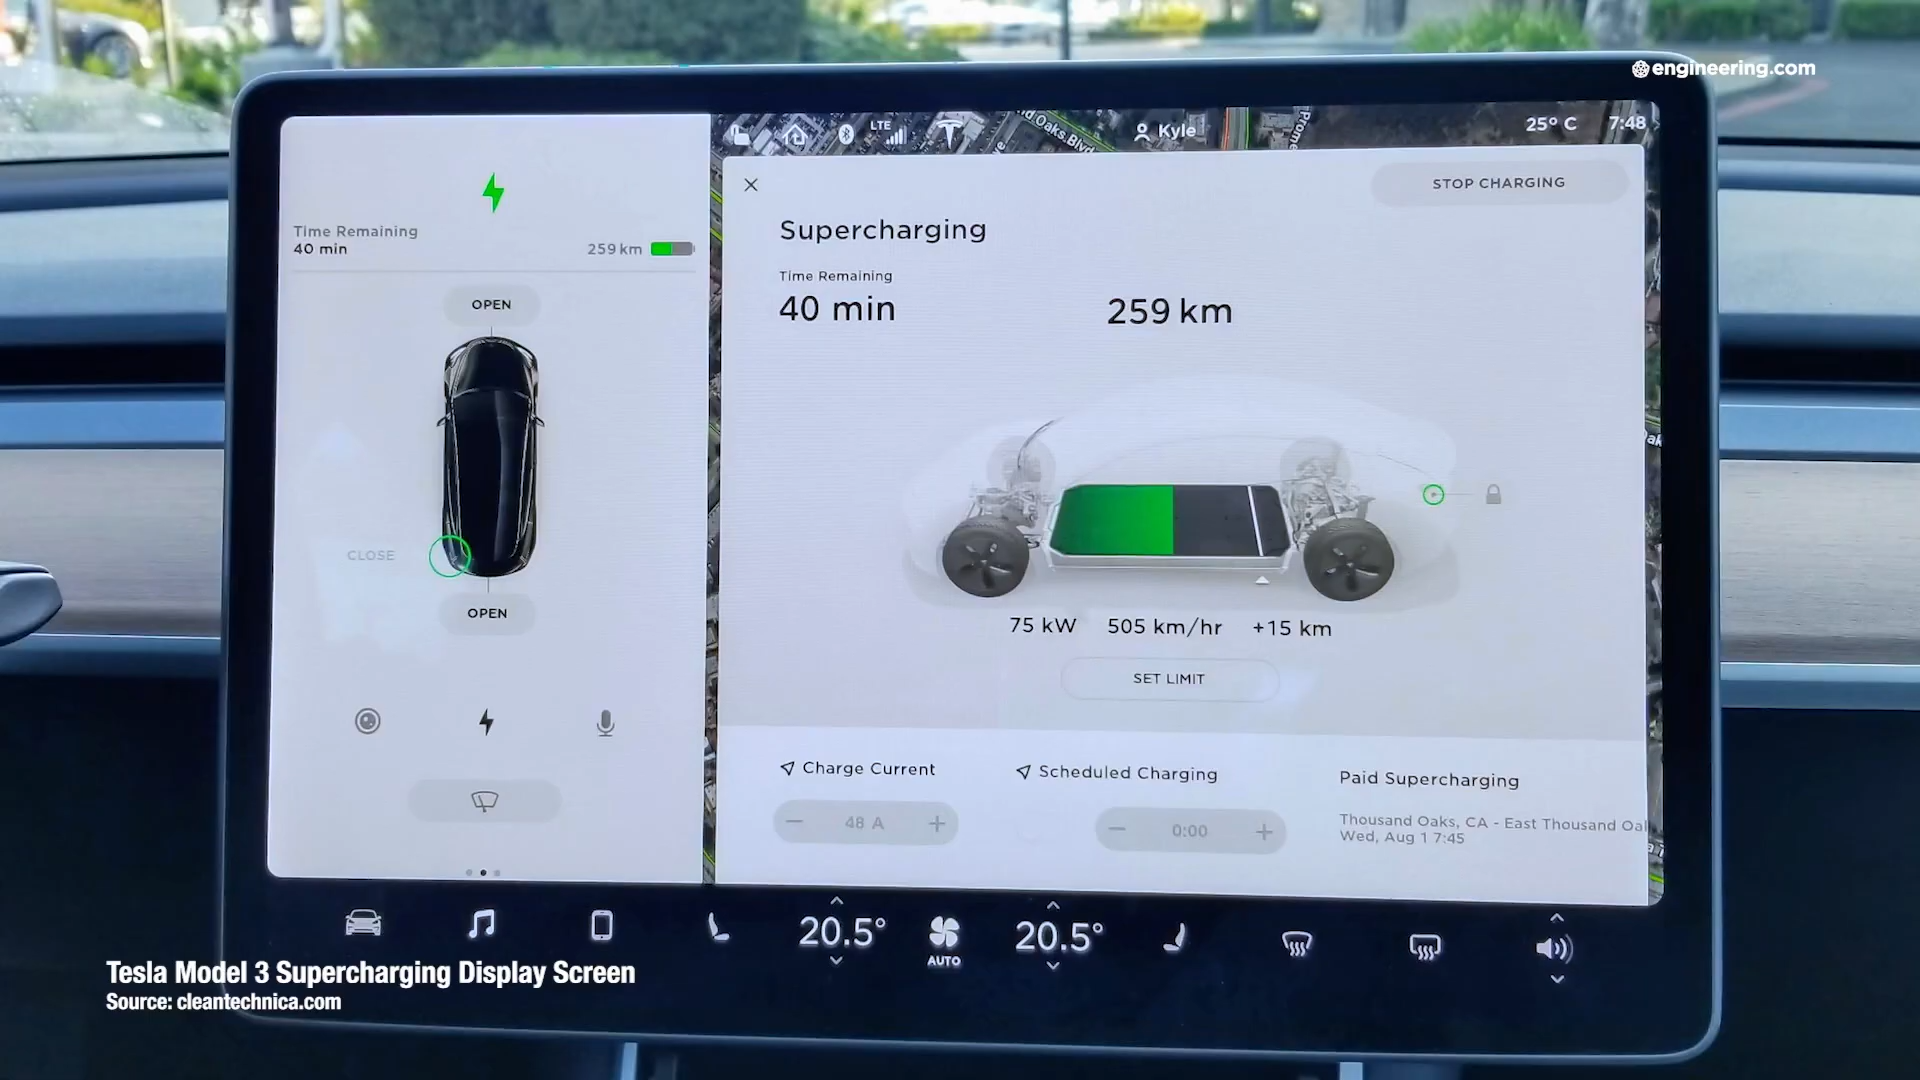 engineering.com
LTE
Kyle
25° C
7:48
Time Remaining
40 min
259 km
OPEN
CLOSE
OPEN
STOP CHARGING
Supercharging
Time Remaining
40 min
259 km
75 kW
505 km/hr
+15 km
SET LIMIT
Charge Current
48 A
Scheduled Charging
0:00
Paid Supercharging
Thousand Oaks, CA - East Thousand Oa
Wed, Aug 1 7:45
20.5°
AUTO
20.5°
Tesla Model 3 Supercharging Display Screen
Source: cleantechnica.com